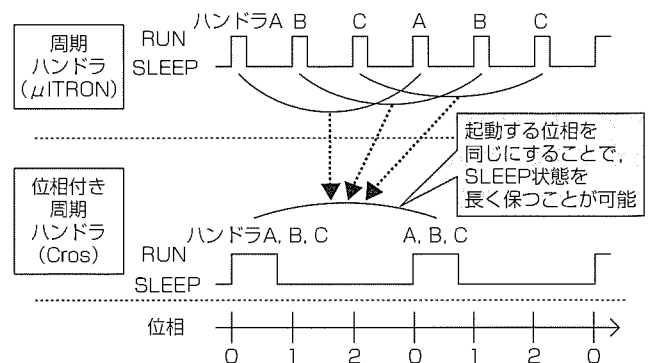 周期
ハンドラ
(μITRON)
ハンドラA B C A B C
RUN
SLEEP
起動する位相を
同じにすることで,
SLEEP状態を
長く保つことが可能
位相付き
周期
ハンドラ
(Cros)
ハンドラA, B, C A, B, C
RUN
SLEEP
位相
0 1 2 0 1 2 0